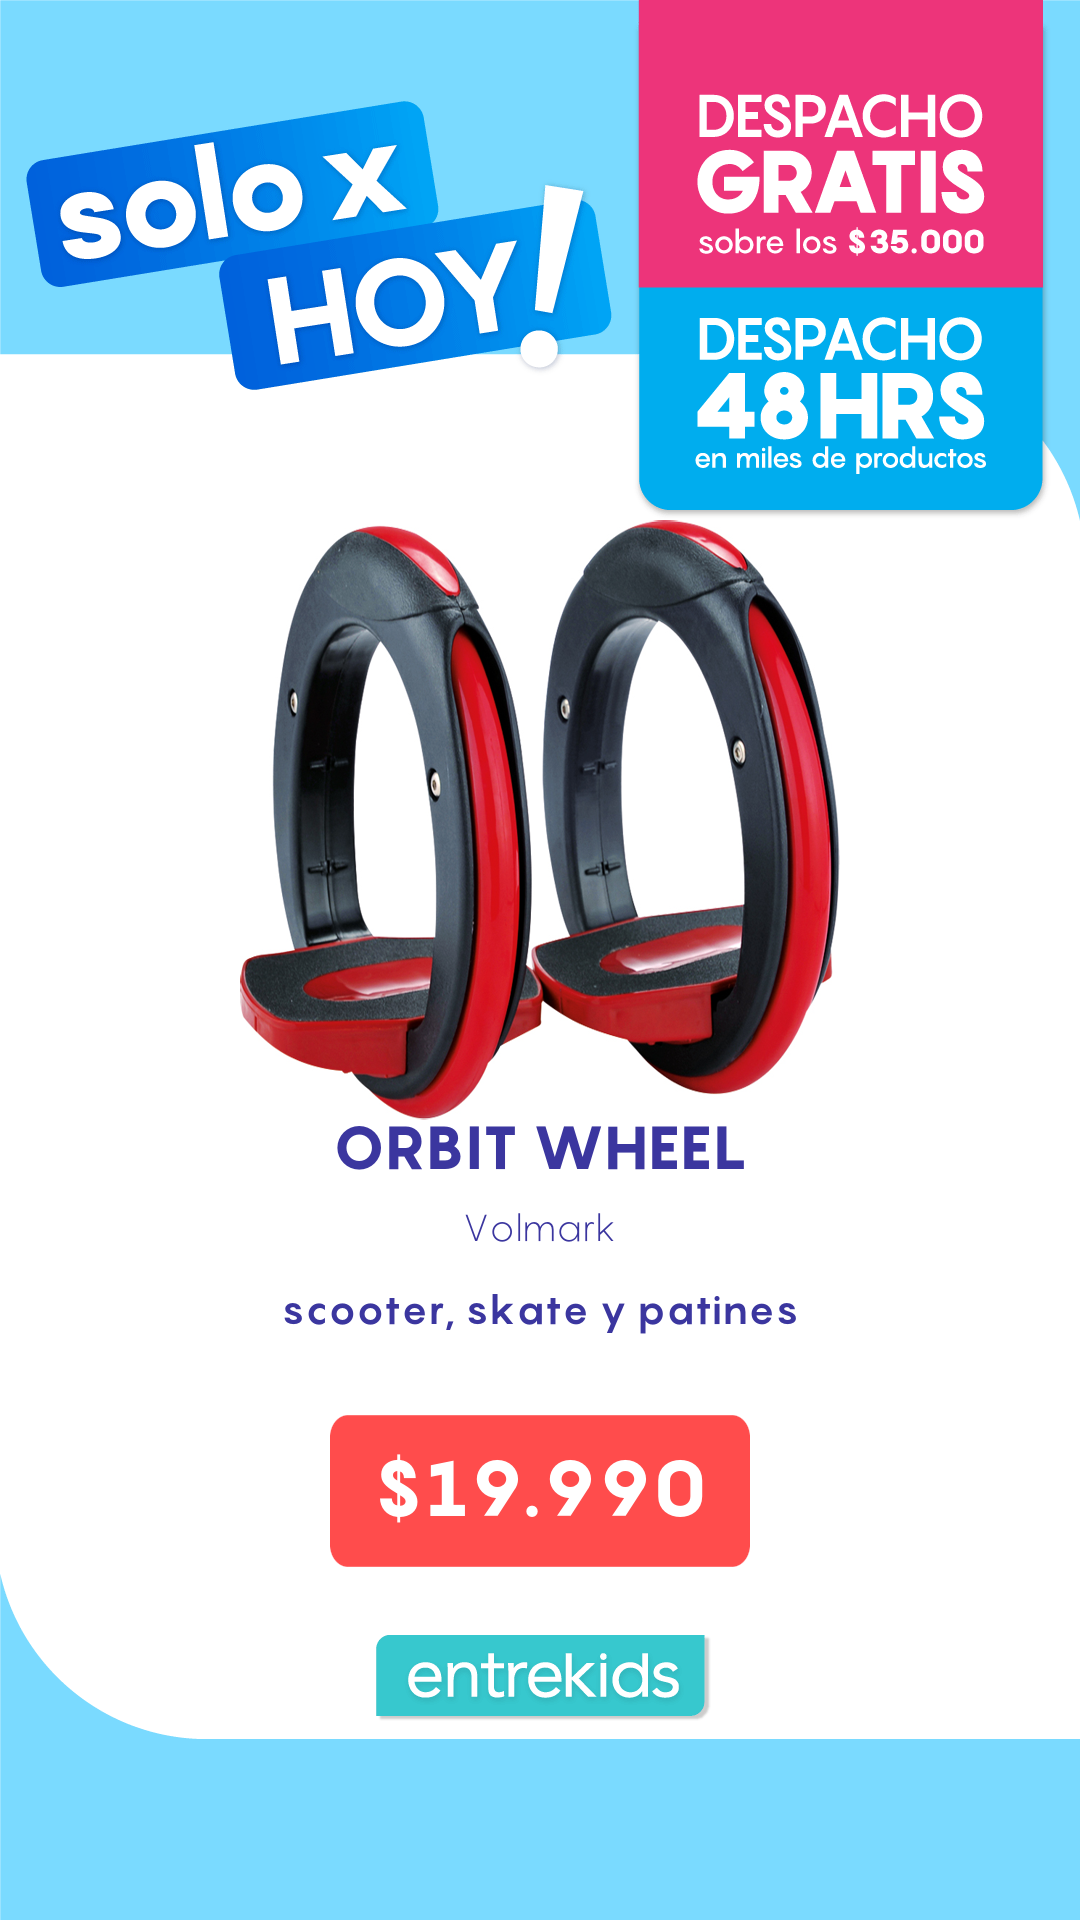 solo x
HOY!
DESPACHO
GRATIS
sobre los $35.000
DESPACHO
48HRS
en miles de productos
ORBIT WHEEL
Volmark
scooter, skate y patines
$19.990
entrekids